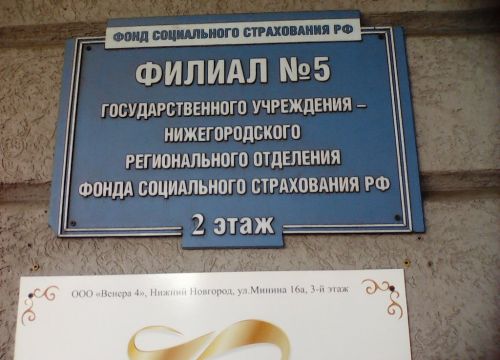 ФОНД СОЦИАЛЬНОГО СТРАХОВАНИЯ РФ
ФИЛИАЛ №5
ГОСУДАРСТВЕННОГО УЧРЕЖДЕНИЯ –
НИЖЕГОРОДСКОГО
РЕГИОНАЛЬНОГО ОТДЕЛЕНИЯ
ФОНДА СОЦИАЛЬНОГО СТРАХОВАНИЯ РФ
2 этаж
ООО «Венера 4», Нижний Новгород, ул.Минина 16а, 3-й этаж